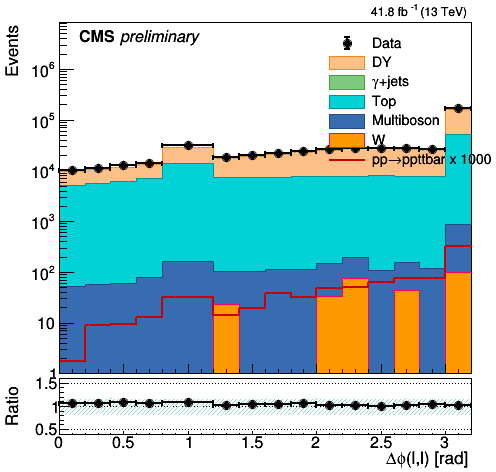 41.8 fb⁻¹ (13 TeV)
CMS preliminary
Events
Data
DY
γ+jets
Top
Multiboson
W
pp→ppttbar x 1000
10⁶
10⁵
10⁴
10³
10²
10
1
Ratio
1.5
1
0.5
0 0.5 1 1.5 2 2.5 3
Δϕ(l,l) [rad]